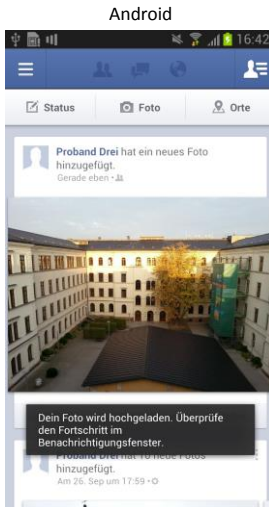 Android
16:42
Status
Foto
Orte
Proband Drei hat ein neues Foto
hinzugefügt.
Gerade eben
Dein Foto wird hochgeladen. Überprüfe
den Fortschritt im
Benachrichtigungsfenster.
Proband Drei hat 10 neue Fotos
hinzugefügt.
Am 26. Sep um 17:59